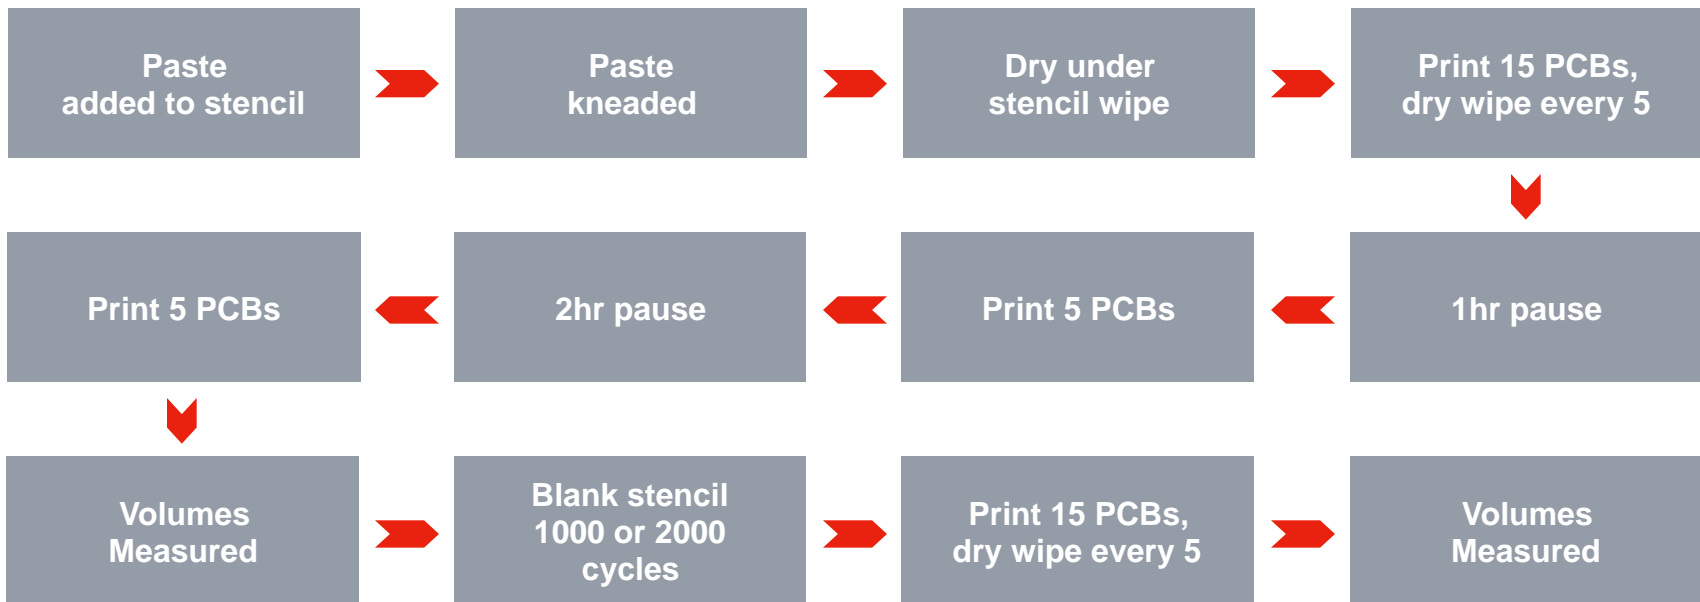 Paste
added to stencil
Paste
kneaded
Dry under
stencil wipe
Print 15 PCBs,
dry wipe every 5
1hr pause
Print 5 PCBs
2hr pause
Print 5 PCBs
Volumes
Measured
Blank stencil
1000 or 2000
cycles
Print 15 PCBs,
dry wipe every 5
Volumes
Measured